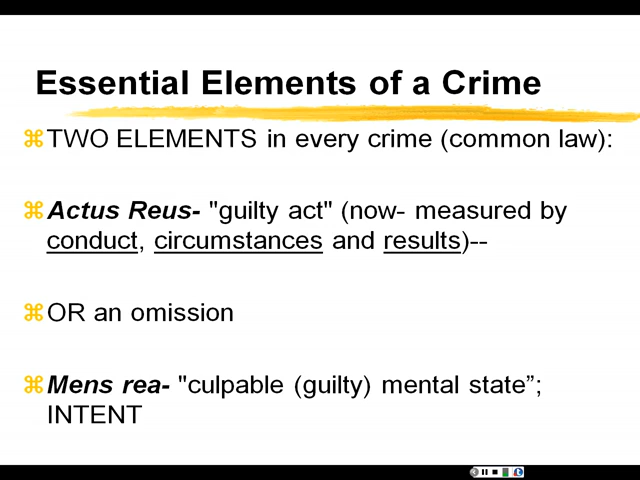 Essential Elements of a Crime
TWO ELEMENTS in every crime (common law):
Actus Reus- "guilty act" (now- measured by
conduct, circumstances and results)--
OR an omission
Mens rea- "culpable (guilty) mental state”;
INTENT